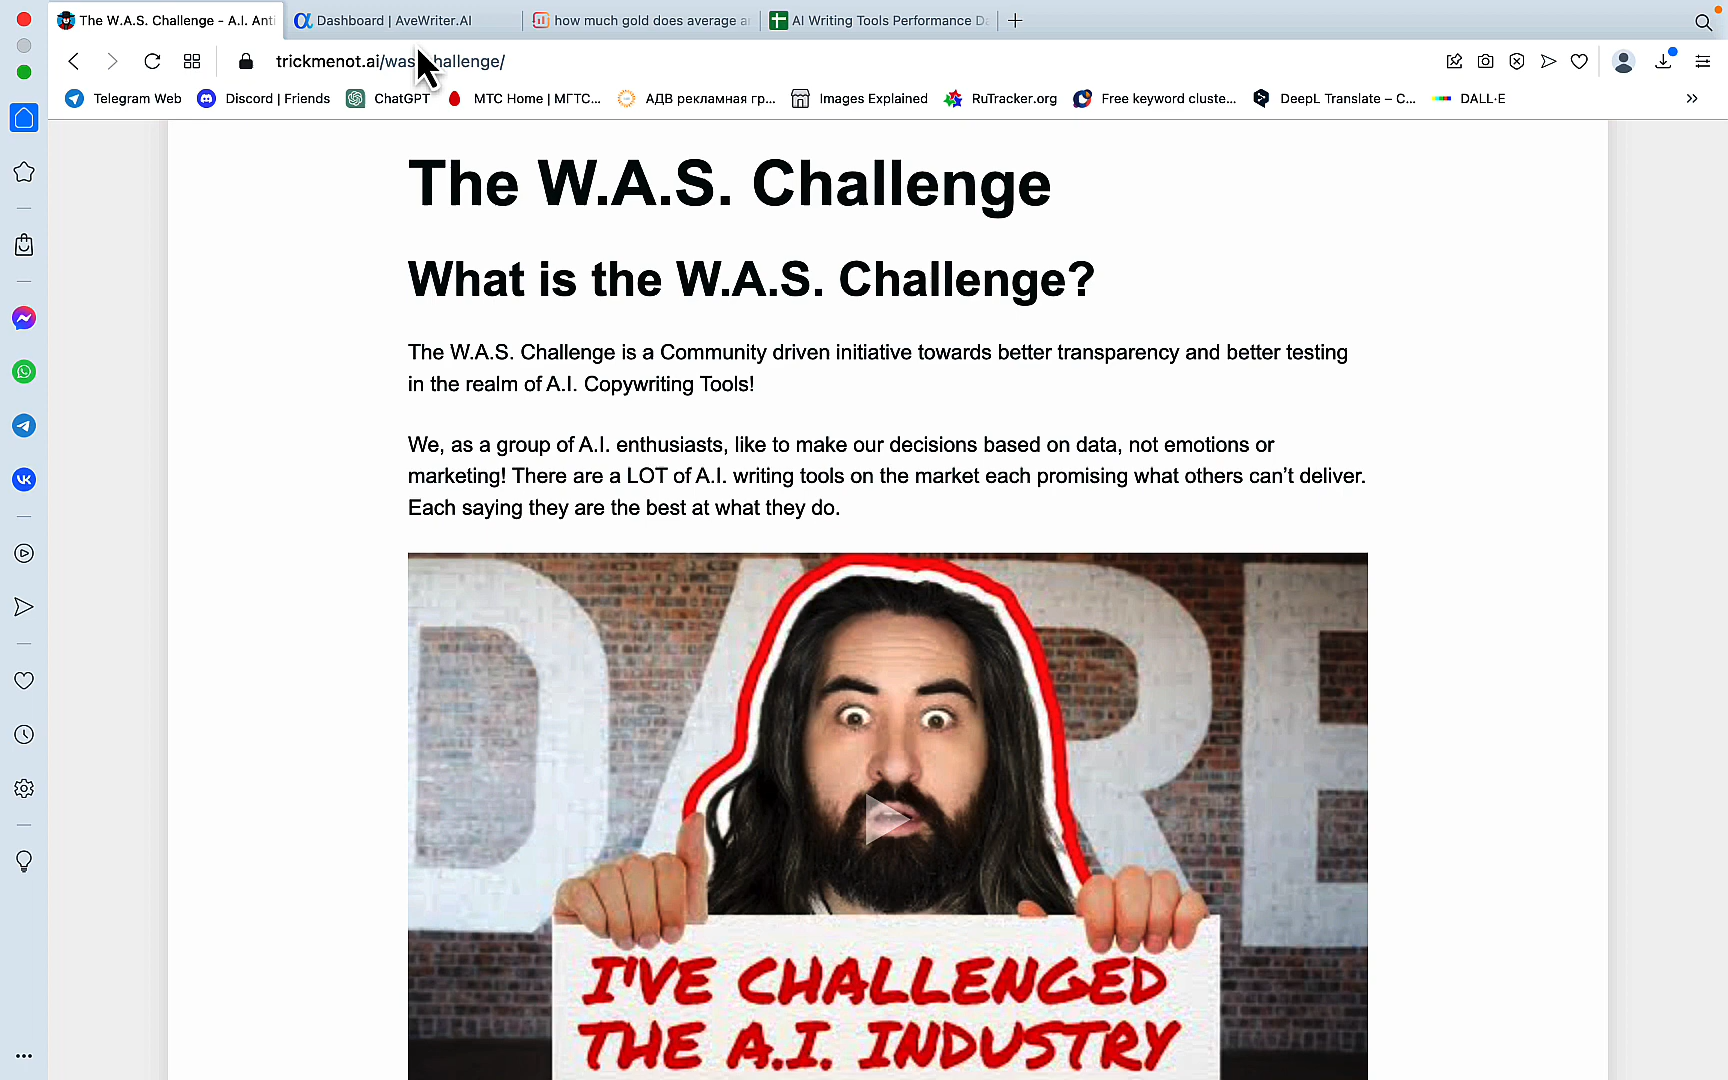 The W.A.S. Challenge - A.I. Anti
Dashboard | AveWriter.AI
how much gold does average a
AI Writing Tools Performance Da
trickmenot.ai/was-challenge/
Telegram Web
Discord | Friends
ChatGPT
МТС Home | МГТС...
АДВ рекламная гр...
Images Explained
RuTracker.org
Free keyword cluste...
DeepL Translate – C...
DALL·E
The W.A.S. Challenge
What is the W.A.S. Challenge?
The W.A.S. Challenge is a Community driven initiative towards better transparency and better testing
in the realm of A.I. Copywriting Tools!
We, as a group of A.I. enthusiasts, like to make our decisions based on data, not emotions or
marketing! There are a LOT of A.I. writing tools on the market each promising what others can’t deliver.
Each saying they are the best at what they do.
DARE
I'VE CHALLENGED
THE A.I. INDUSTRY